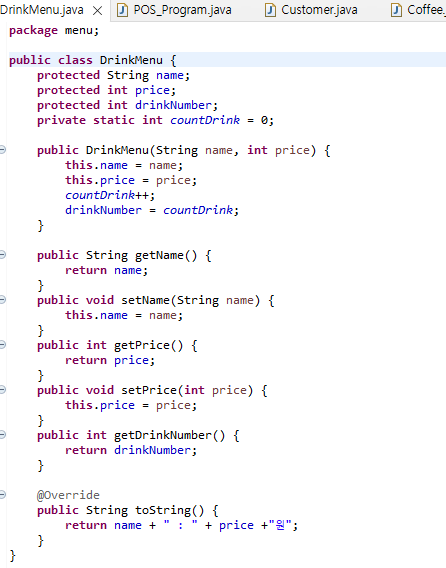 DrinkMenu.java POS_Program.java Customer.java Coffee.
package menu;
public class DrinkMenu {
protected String name;
protected int price;
protected int drinkNumber;
private static int countDrink = 0;
public DrinkMenu(String name, int price) {
this.name = name;
this.price = price;
countDrink++;
drinkNumber = countDrink;
}
public String getName() {
return name;
}
public void setName(String name) {
this.name = name;
}
public int getPrice() {
return price;
}
public void setPrice(int price) {
this.price = price;
}
public int getDrinkNumber() {
return drinkNumber;
}
@Override
public String toString() {
return name + " : " + price +"원";
}
}